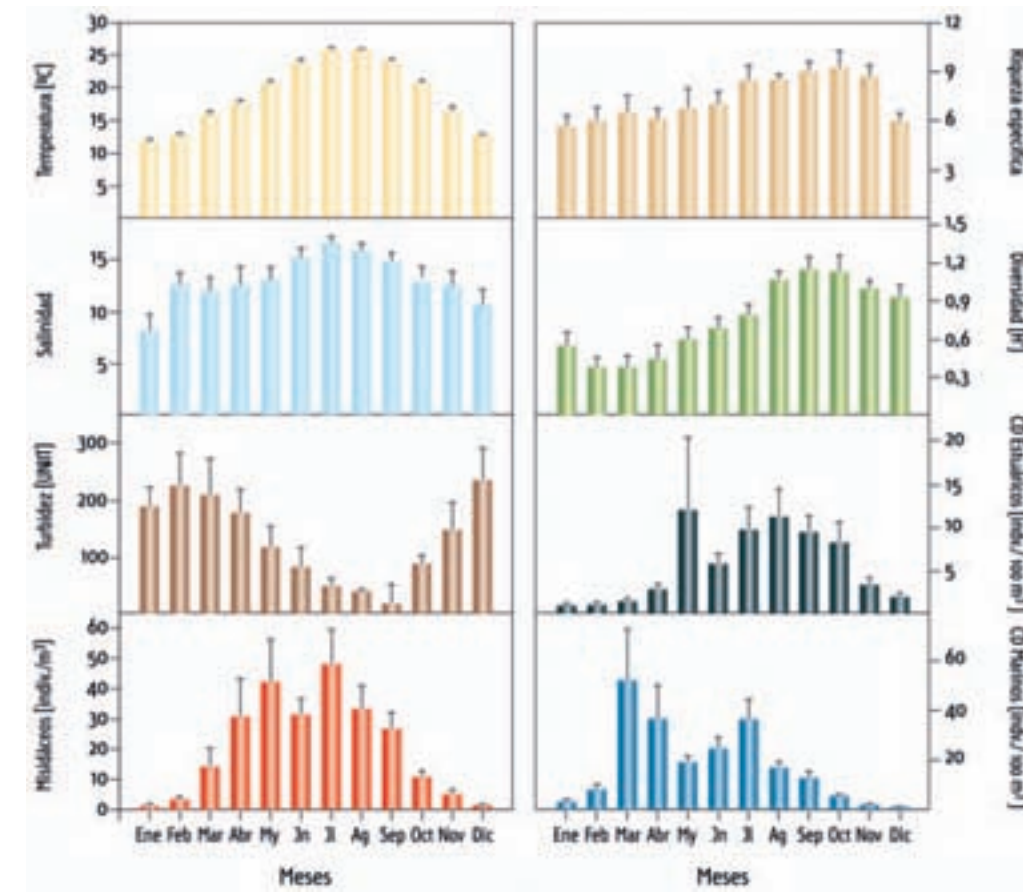 Temperatura [ºC]
30
25
20
15
10
5
Riqueza específica
12
9
6
3
Salinidad
15
10
5
Diversidad [H']
1,5
1,2
0,9
0,6
0,3
Turbidez [UNIT]
300
200
100
CD Estuáricos [indv./100 m³]
20
15
10
5
Misidáceos [indiv./m³]
60
50
40
30
20
10
0
CD Marinos [indv./100 m³]
60
40
20
Ene Feb Mar Abr My Jn Jl Ag Sep Oct Nov Dic
Meses
Ene Feb Mar Abr My Jn Jl Ag Sep Oct Nov Dic
Meses